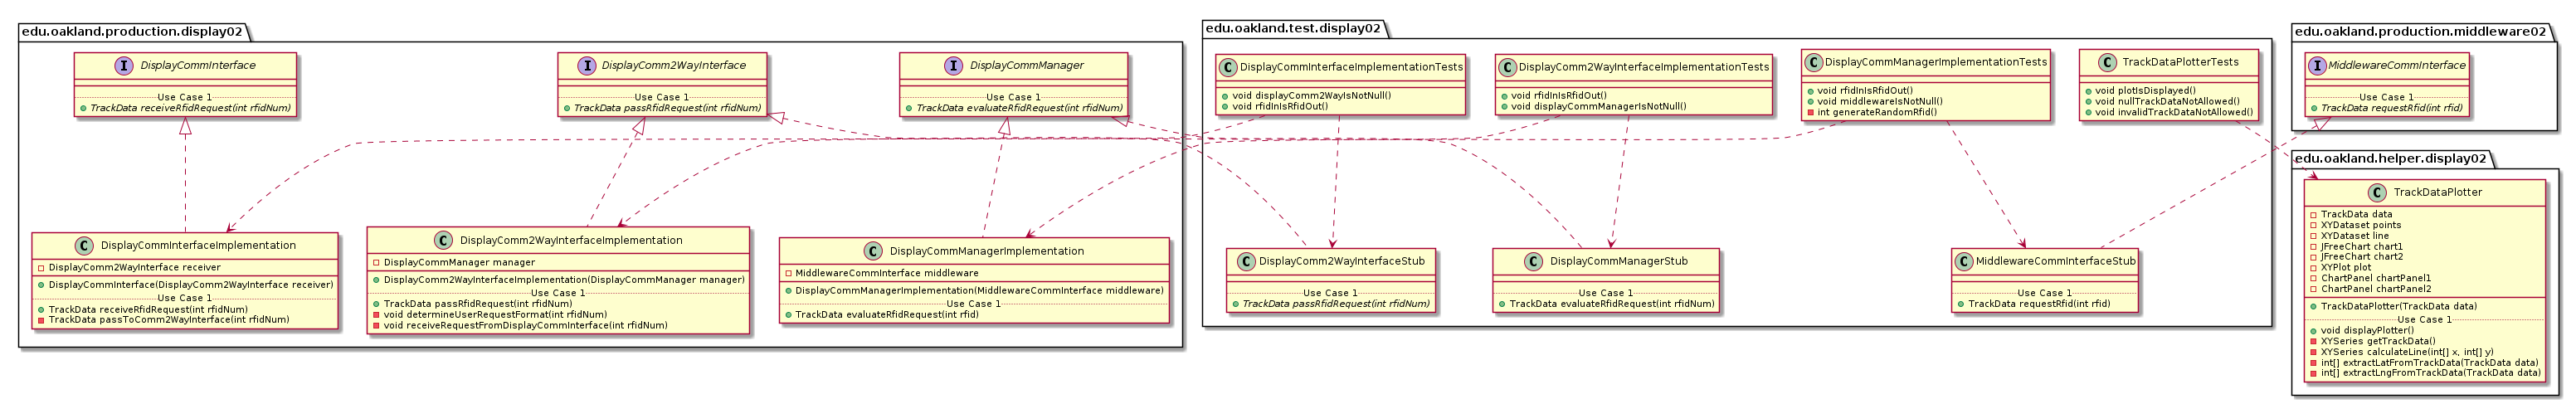 edu.oakland.production.display02
I DisplayCommInterface
Use Case 1
TrackData receiveRfidRequest(int rfidNum)
I DisplayComm2WayInterface
Use Case 1
TrackData passRfidRequest(int rfidNum)
I DisplayCommManager
Use Case 1
TrackData evaluateRfidRequest(int rfidNum)
C DisplayCommInterfaceImplementation
DisplayComm2WayInterface receiver
DisplayCommInterface(DisplayComm2WayInterface receiver)
Use Case 1
TrackData receiveRfidRequest(int rfidNum)
TrackData passToComm2WayInterface(int rfidNum)
C DisplayComm2WayInterfaceImplementation
DisplayCommManager manager
DisplayComm2WayInterfaceImplementation(DisplayCommManager manager)
Use Case 1
TrackData passRfidRequest(int rfidNum)
void determineUserRequestFormat(int rfidNum)
void receiveRequestFromDisplayCommInterface(int rfidNum)
C DisplayCommManagerImplementation
MiddlewareCommInterface middleware
DisplayCommManagerImplementation(MiddlewareCommInterface middleware)
Use Case 1
TrackData evaluateRfidRequest(int rfid)
edu.oakland.test.display02
C DisplayCommInterfaceImplementationTests
void displayComm2WayIsNotNull()
void rfidInIsRfidOut()
C DisplayComm2WayInterfaceImplementationTests
void rfidInIsRfidOut()
void displayCommManagerIsNotNull()
C DisplayCommManagerImplementationTests
void rfidInIsRfidOut()
void middlewareIsNotNull()
int generateRandomRfid()
C TrackDataPlotterTests
void plotIsDisplayed()
void nullTrackDataNotAllowed()
void invalidTrackDataNotAllowed()
C DisplayComm2WayInterfaceStub
Use Case 1
TrackData passRfidRequest(int rfidNum)
C DisplayCommManagerStub
Use Case 1
TrackData evaluateRfidRequest(int rfidNum)
C MiddlewareCommInterfaceStub
Use Case 1
TrackData requestRfid(int rfid)
edu.oakland.production.middleware02
I MiddlewareCommInterface
Use Case 1
TrackData requestRfid(int rfid)
edu.oakland.helper.display02
C TrackDataPlotter
TrackData data
XYDataset points
XYDataset line
JFreeChart chart1
JFreeChart chart2
XYPlot plot
ChartPanel chartPanel1
ChartPanel chartPanel2
TrackDataPlotter(TrackData data)
Use Case 1
void displayPlotter()
XYSeries getTrackData()
XYSeries calculateLine(int[] x, int[] y)
int[] extractLatFromTrackData(TrackData data)
int[] extractLngFromTrackData(TrackData data)